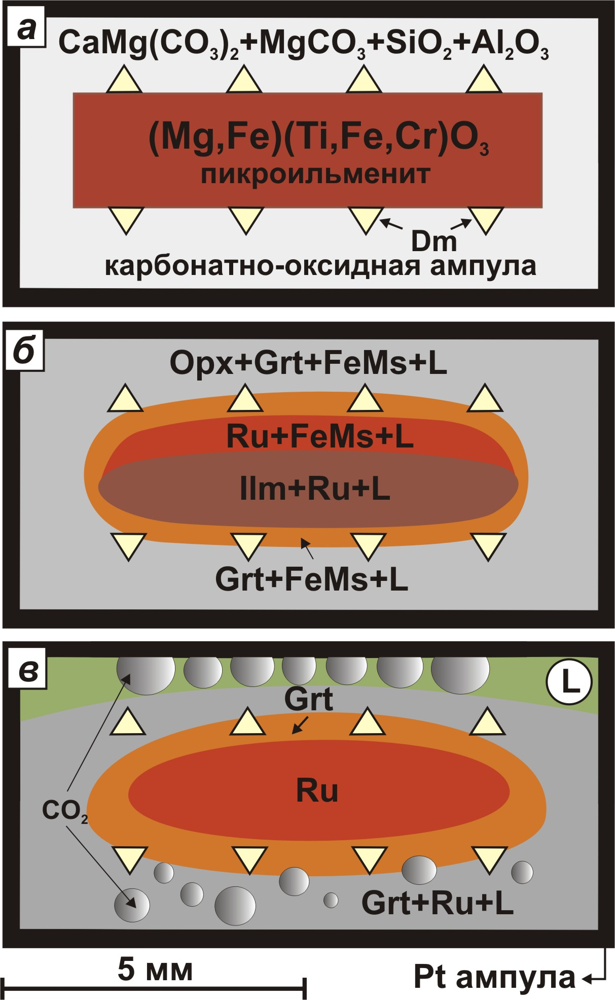 а
CaMg(CO₃)₂+MgCO₃+SiO₂+Al₂O₃
(Mg,Fe)(Ti,Fe,Cr)O₃
пикроильменит
Dm
карбонатно-оксидная ампула
б
Opx+Grt+FeMs+L
Ru+FeMs+L
Ilm+Ru+L
Grt+FeMs+L
в
L
Grt
Ru
CO₂
Grt+Ru+L
5 мм
Pt ампула